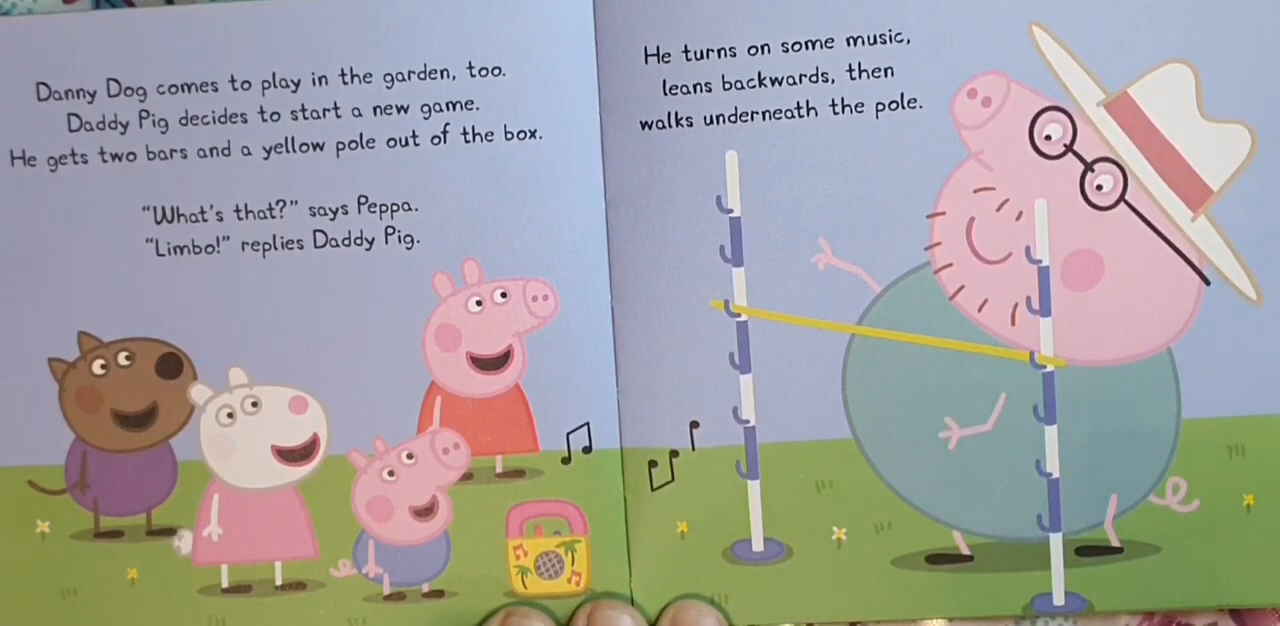 Danny Dog comes to play in the garden, too.
Daddy Pig decides to start a new game.
He gets two bars and a yellow pole out of the box.
“What's that?” says Peppa.
“Limbo!” replies Daddy Pig.
He turns on some music,
leans backwards, then
walks underneath the pole.